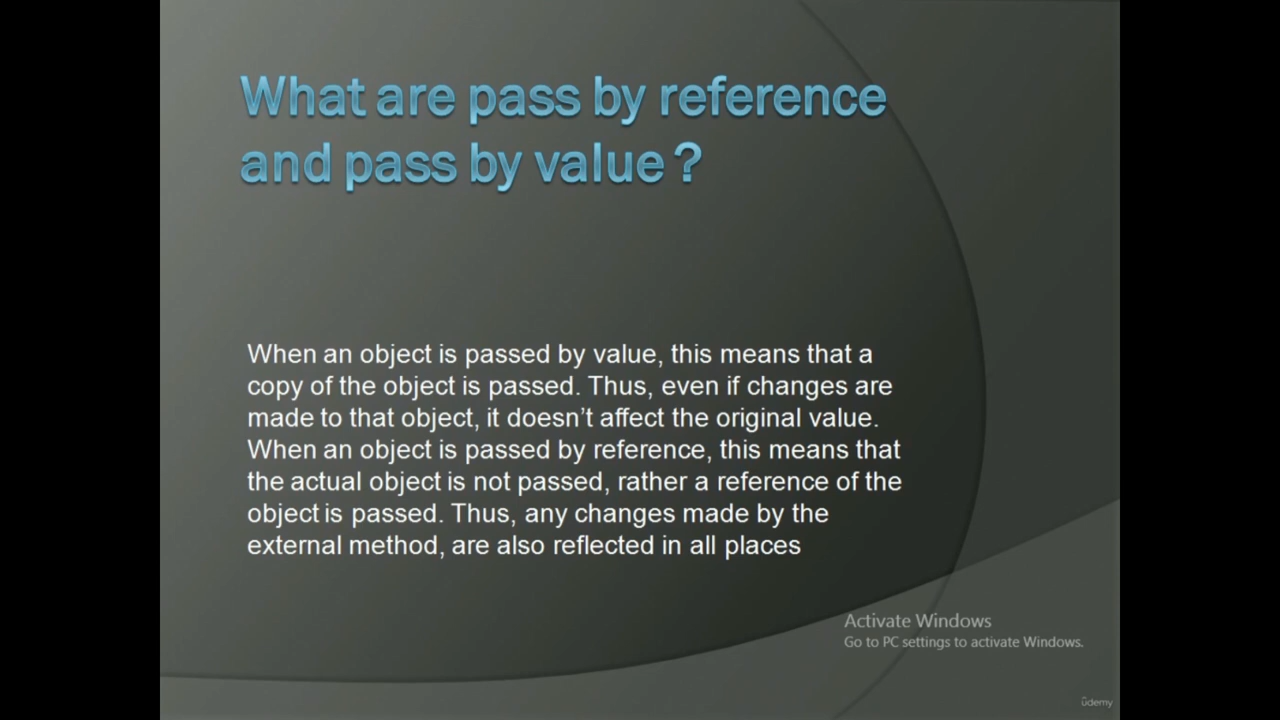 What are pass by reference
and pass by value ?
When an object is passed by value, this means that a
copy of the object is passed. Thus, even if changes are
made to that object, it doesn’t affect the original value.
When an object is passed by reference, this means that
the actual object is not passed, rather a reference of the
object is passed. Thus, any changes made by the
external method, are also reflected in all places
Activate Windows
Go to PC settings to activate Windows.
udemy